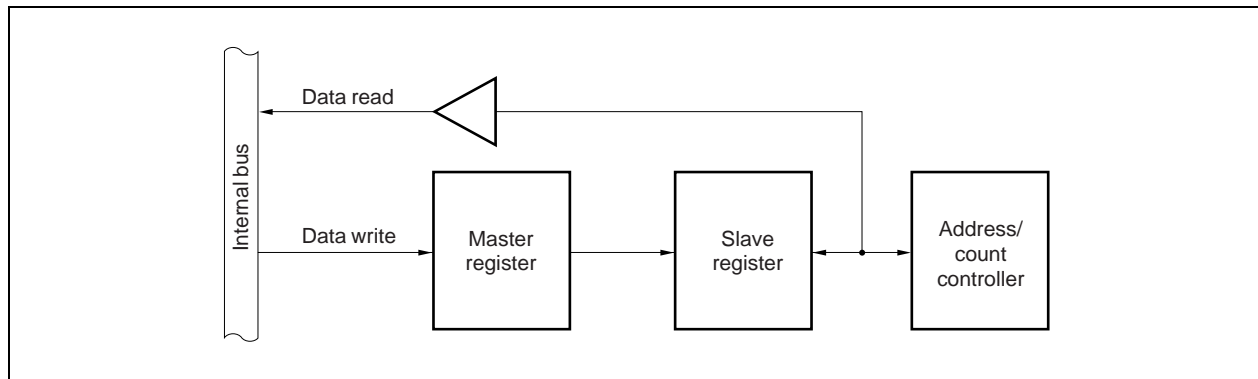 Data read
Internal bus
Data write
Master
register
Slave
register
Address/
count
controller